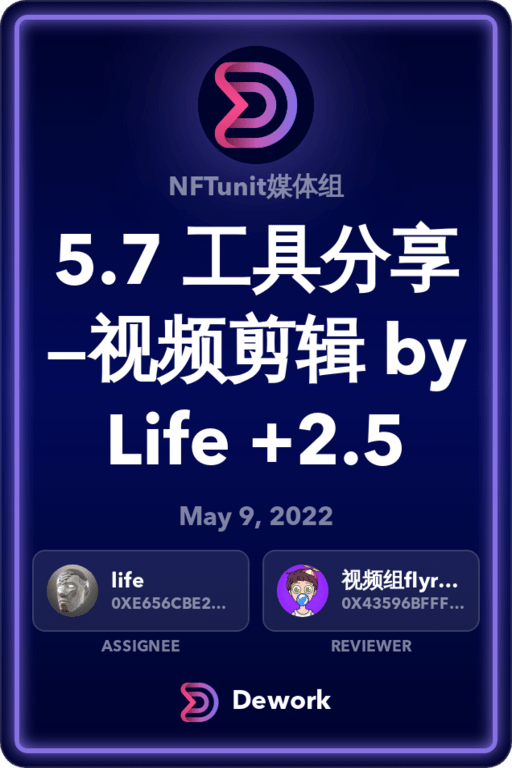 NFTunit媒体组
5.7 工具分享
–视频剪辑 by
Life +2.5
May 9, 2022
life
0XE656CBE2...
ASSIGNEE
视频组flyr...
0X43596BFFF...
REVIEWER
Dework